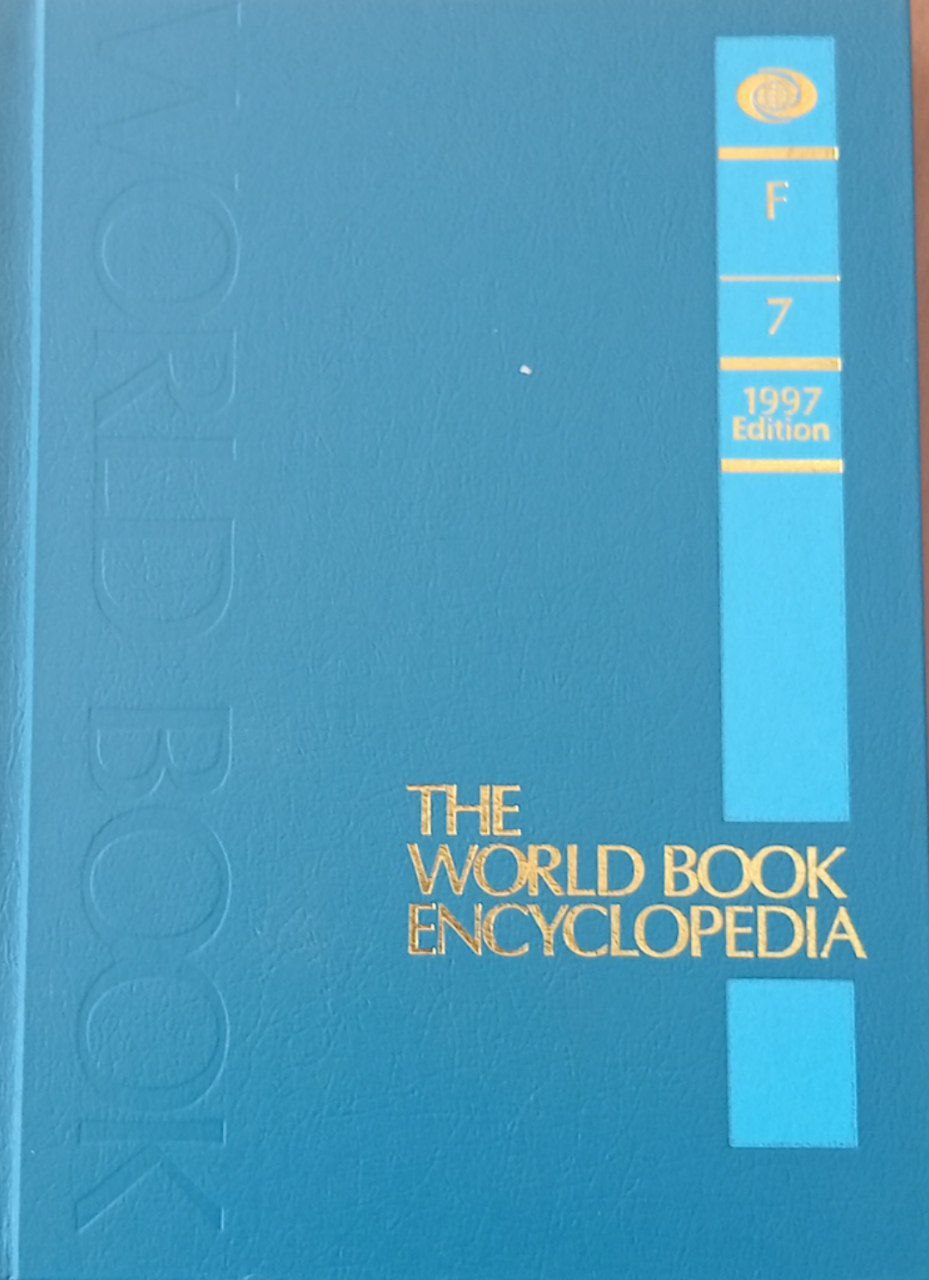 F
7
1997
Edition
THE
WORLD BOOK
ENCYCLOPEDIA
WORLD BOOK